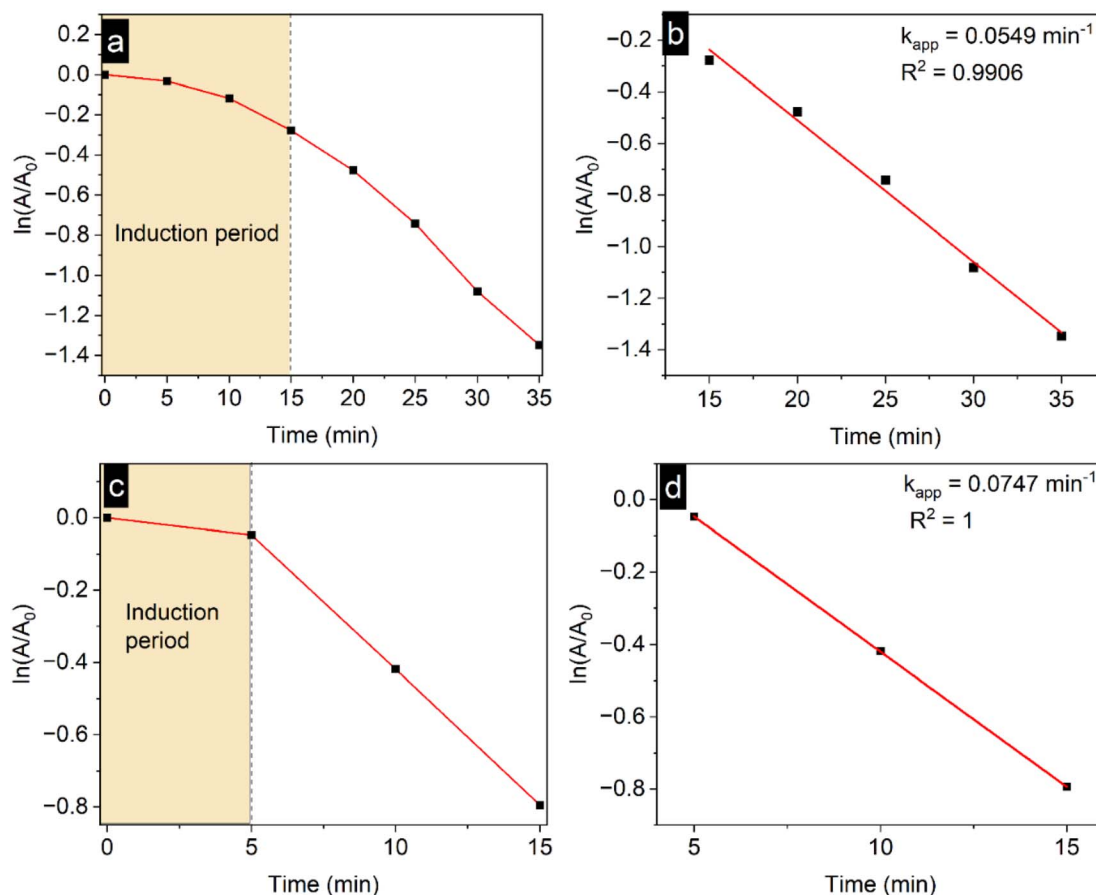 a
0.2
0.0
−0.2
−0.4
−0.6
−0.8
−1.0
−1.2
−1.4
ln(A/A₀)
Induction period
0 5 10 15 20 25 30 35
Time (min)
b
k_app = 0.0549 min⁻¹
R² = 0.9906
−0.2
−0.4
−0.6
−0.8
−1.0
−1.2
−1.4
ln(A/A₀)
15 20 25 30 35
Time (min)
c
0.0
−0.2
−0.4
−0.6
−0.8
ln(A/A₀)
Induction
period
0 5 10 15
Time (min)
d
k_app = 0.0747 min⁻¹
R² = 1
0.0
−0.2
−0.4
−0.6
−0.8
ln(A/A₀)
5 10 15
Time (min)